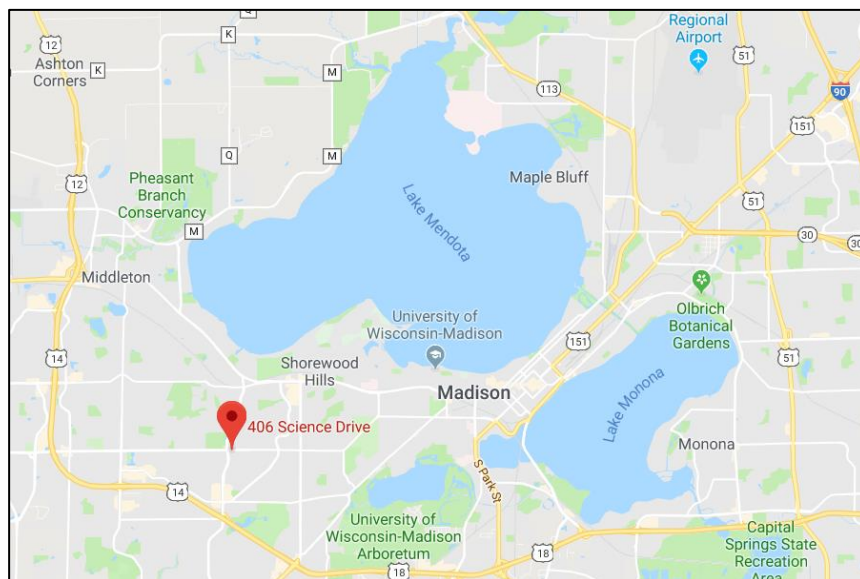 Regional
Airport
12
Q
K
51
Ashton
Corners
K
K
M
113
90
151
M
Q
Maple Bluff
12
Pheasant
Branch
Conservancy
51
Lake Mendota
M
30
51
Middleton
Olbrich
Botanical
Gardens
University of
Wisconsin-Madison
151
14
Shorewood
Hills
51
Madison
406 Science Drive
Lake Monona
Monona
S Park St
14
University of
Wisconsin-Madison
Arboretum
18
18
Capital
Springs State
Recreation
Area